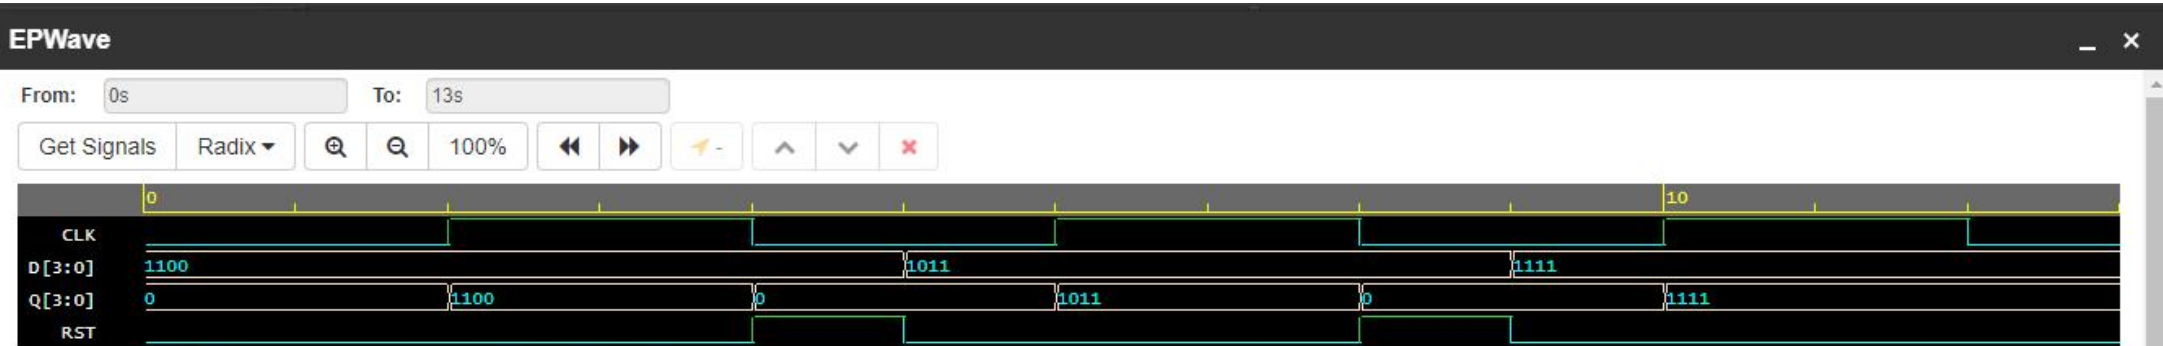 EPWave
From: 0s To: 13s
Get Signals Radix 100% -
0 10
CLK
D[3:0] 1100 1011 1111
Q[3:0] 0 1100 0 1011 0 1111
RST